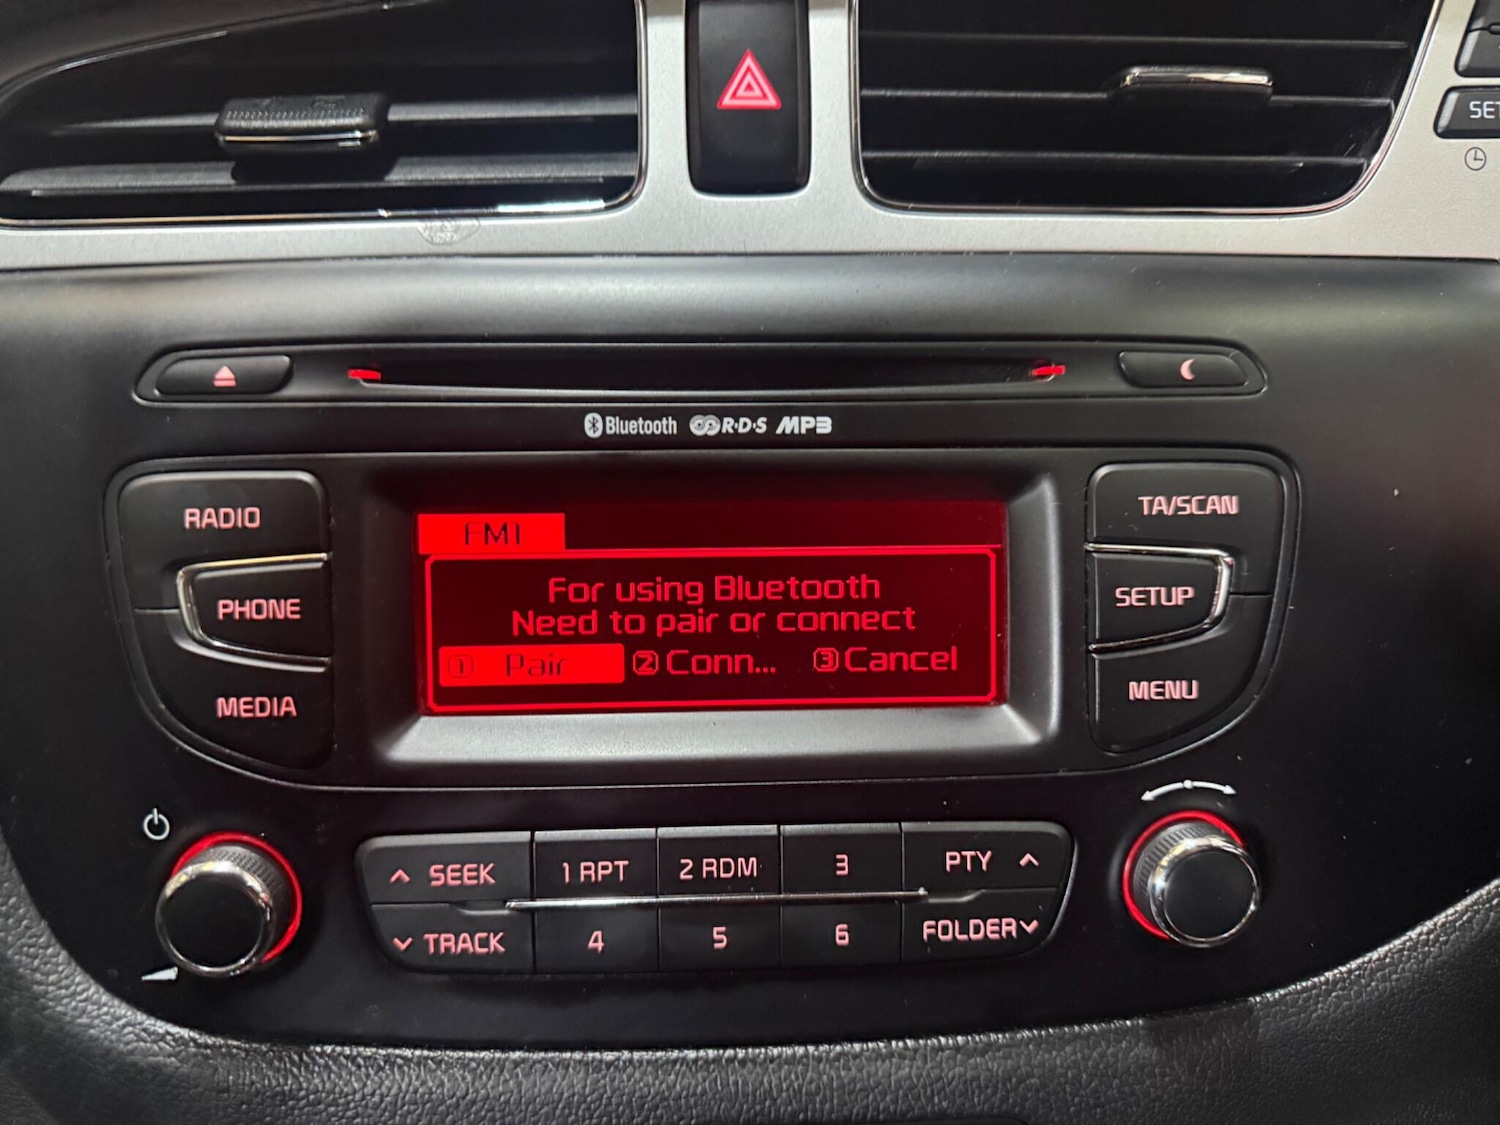 SET
Bluetooth R·D·S MP3
RADIO
PHONE
MEDIA
FM1
For using Bluetooth
Need to pair or connect
1 Pair 2 Conn... 3 Cancel
TA/SCAN
SETUP
MENU
SEEK 1 RPT 2 RDM 3 PTY
TRACK 4 5 6 FOLDER